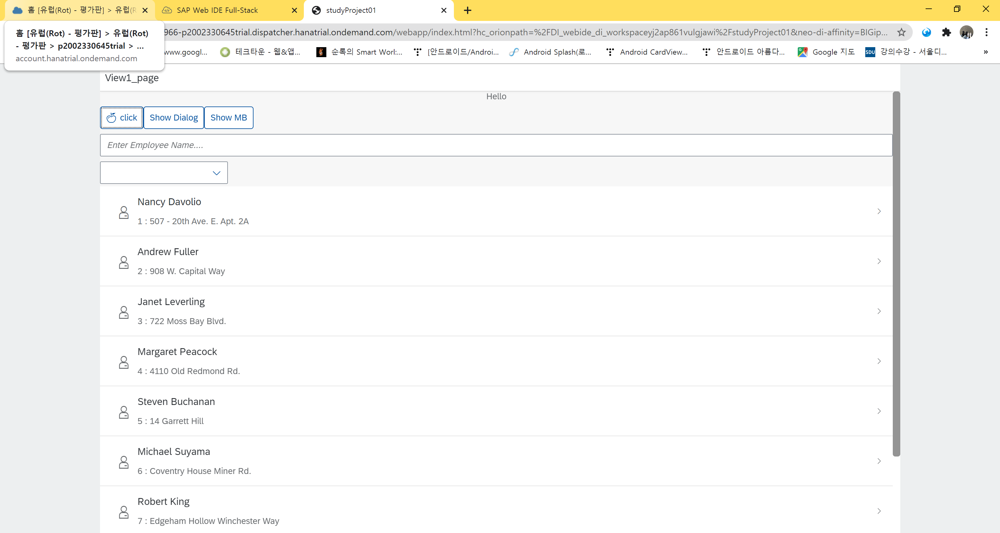 홈 [유럽(Rot) - 평가판] > 유럽(R
SAP Web IDE Full-Stack
studyProject01
홈 [유럽(Rot) - 평가판] > 유럽(Rot)
- 평가판 > p2002330645trial > ...
account.hanatrial.ondemand.com
966-p2002330645trial.dispatcher.hanatrial.ondemand.com/webapp/index.html?hc_orionpath=%2FDI_webide_di_workspaceyj2ap861vulgjawi%2FstudyProject01&neo-di-affinity=BIGip...
www.googl...
테크타운 - 웹&앱...
순록의 Smart Worl:...
[안드로이드/Androi...
Android Splash(로...
Android CardView...
안드로이드 아름다...
Google 지도
SDU
강의수강 - 서울디...
»
View1_page
Hello
click
Show Dialog
Show MB
Enter Employee Name....
Nancy Davolio
1 : 507 - 20th Ave. E. Apt. 2A
Andrew Fuller
2 : 908 W. Capital Way
Janet Leverling
3 : 722 Moss Bay Blvd.
Margaret Peacock
4 : 4110 Old Redmond Rd.
Steven Buchanan
5 : 14 Garrett Hill
Michael Suyama
6 : Coventry House Miner Rd.
Robert King
7 : Edgeham Hollow Winchester Way